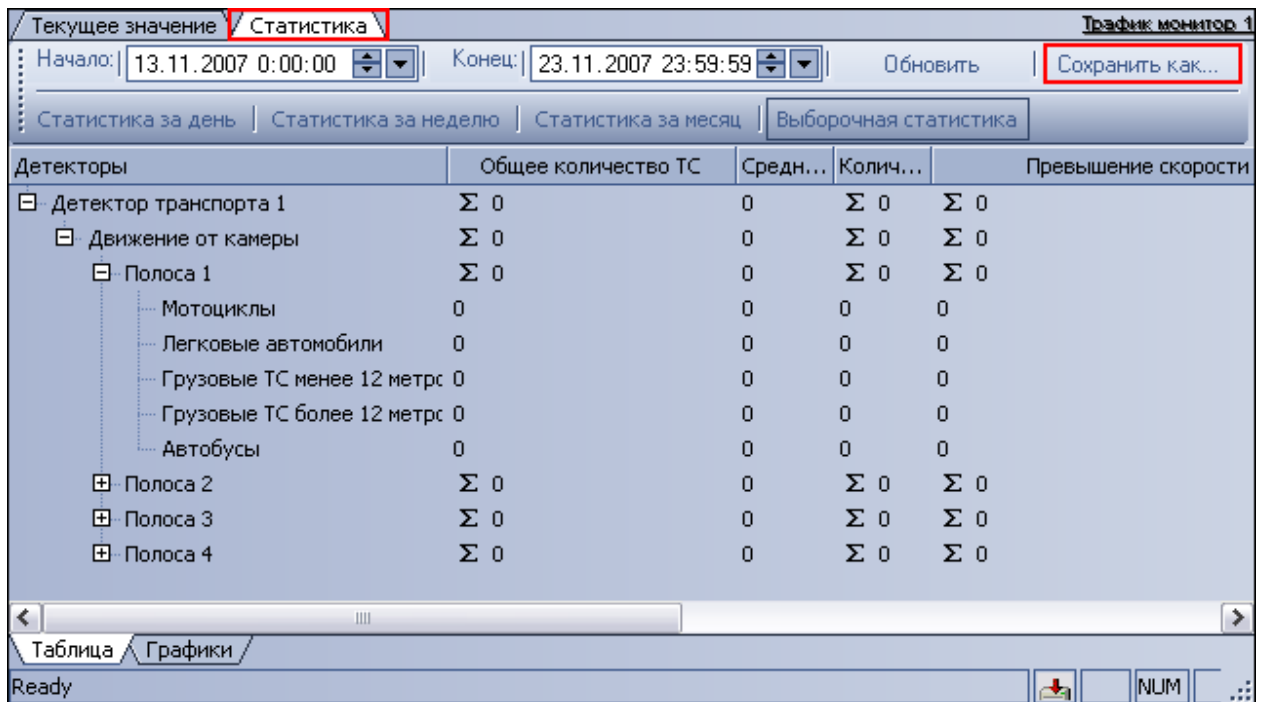 Текущее значение Статистика Трафик монитор 1
Начало: 13.11.2007 0:00:00 Конец: 23.11.2007 23:59:59 Обновить Сохранить как...
Статистика за день Статистика за неделю Статистика за месяц Выборочная статистика
Детекторы Общее количество ТС Средн... Колич... Превышение скорости
Детектор транспорта 1 Σ 0 0 Σ 0 Σ 0
Движение от камеры Σ 0 0 Σ 0 Σ 0
Полоса 1 Σ 0 0 Σ 0 Σ 0
Мотоциклы 0 0 0 0
Легковые автомобили 0 0 0 0
Грузовые ТС менее 12 метро 0 0 0 0
Грузовые ТС более 12 метро 0 0 0 0
Автобусы 0 0 0 0
Полоса 2 Σ 0 0 Σ 0 Σ 0
Полоса 3 Σ 0 0 Σ 0 Σ 0
Полоса 4 Σ 0 0 Σ 0 Σ 0
Таблица Графики
Ready NUM